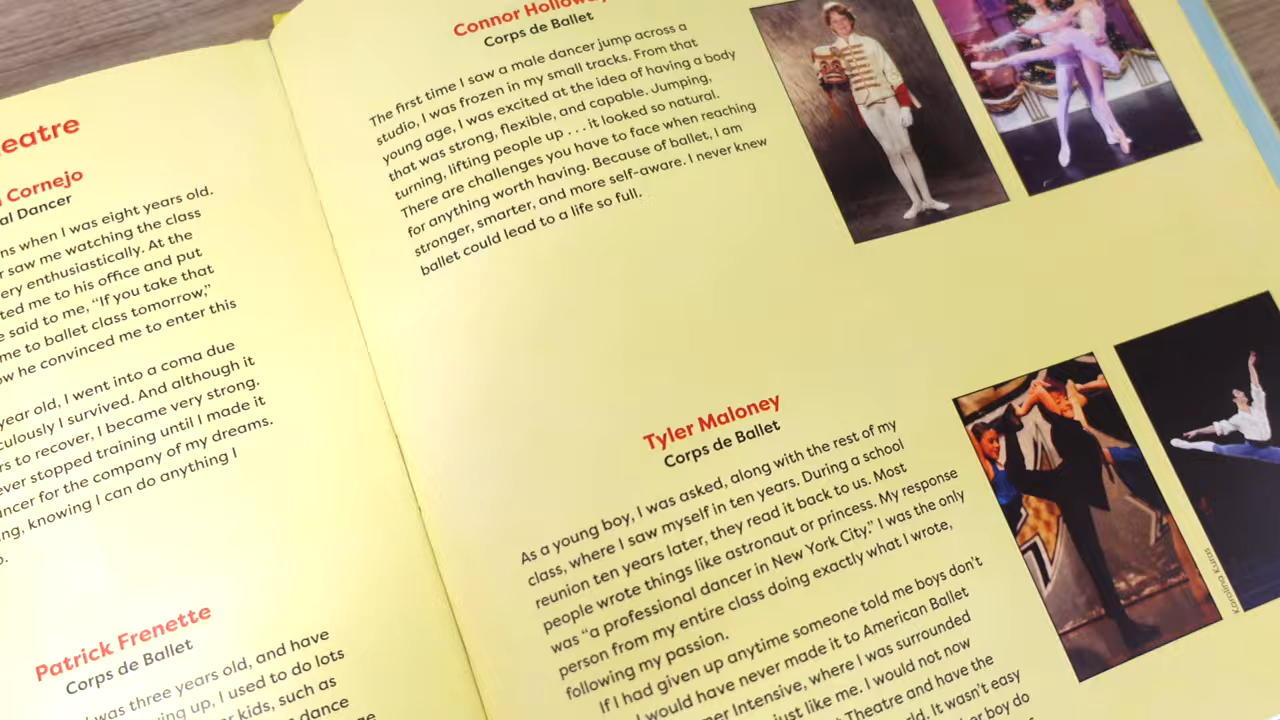 eatre
Cornejo
al Dancer
ns when I was eight years old.
r saw me watching the class
ery enthusiastically. At the
ted me to his office and put
e said to me, “If you take that
me to ballet class tomorrow,”
ow he convinced me to enter this
year old, I went into a coma due
culously I survived. And although it
rs to recover, I became very strong.
ever stopped training until I made it
ancer for the company of my dreams.
ng, knowing I can do anything I
o.
Patrick Frenette
Corps de Ballet
was three years old, and have
ing up, I used to do lots
r kids, such as
dance
Connor Holloway
Corps de Ballet
The first time I saw a male dancer jump across a
studio, I was frozen in my small tracks. From that
young age, I was excited at the idea of having a body
that was strong, flexible, and capable. Jumping,
turning, lifting people up . . . it looked so natural.
There are challenges you have to face when reaching
for anything worth having. Because of ballet, I am
stronger, smarter, and more self-aware. I never knew
ballet could lead to a life so full.
Tyler Maloney
Corps de Ballet
As a young boy, I was asked, along with the rest of my
class, where I saw myself in ten years. During a school
reunion ten years later, they read it back to us. Most
people wrote things like astronaut or princess. My response
was “a professional dancer in New York City.” I was the only
person from my entire class doing exactly what I wrote,
following my passion.
If I had given up anytime someone told me boys don’t
I would have never made it to American Ballet
mer Intensive, where I was surrounded
just like me. I would not now
Theatre and have the
ld. It wasn’t easy
her boy do
Karolina Kuras